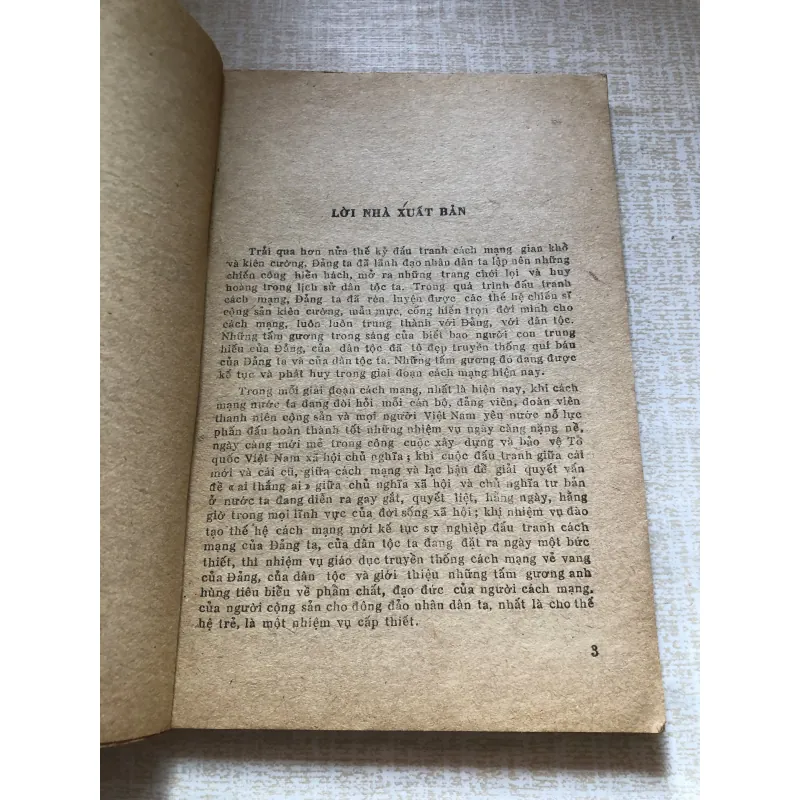 LỜI NHÀ XUẤT BẢN
Trải qua hơn nửa thế kỷ đấu tranh cách mạng gian khổ
và kiên cường, Đảng ta đã lãnh đạo nhân dân ta lập nên những
chiến công hiển hách, mở ra những trang chói lọi và huy
hoàng trong lịch sử dân tộc ta. Trong quá trình đấu tranh
cách mạng, Đảng ta đã rèn luyện được các thế hệ chiến sĩ
cộng sản kiên cường, mẫu mực, cống hiến trọn đời mình cho
cách mạng, luôn luôn trung thành với Đảng, với dân tộc.
Những tấm gương trong sáng của biết bao người con trung
hiếu của Đảng, của dân tộc đã tô đẹp truyền thống quí báu
của Đảng ta và của dân tộc ta. Những tấm gương đó đang được
kế tục và phát huy trong giai đoạn cách mạng hiện nay.
Trong mỗi giai đoạn cách mạng, nhất là hiện nay, khi cách
mạng nước ta đang đòi hỏi mỗi cán bộ, đảng viên, đoàn viên
thanh niên cộng sản và mọi người Việt Nam yêu nước nỗ lực
phấn đấu hoàn thành tốt những nhiệm vụ ngày càng nặng nề,
ngày càng mới mẻ trong công cuộc xây dựng và bảo vệ Tổ
quốc Việt Nam xã hội chủ nghĩa ; khi cuộc đấu tranh giữa cái
mới và cái cũ, giữa cách mạng và lạc hậu để giải quyết vấn
đề « ai thắng ai » giữa chủ nghĩa xã hội và chủ nghĩa tư bản
ở nước ta đang diễn ra gay gắt, quyết liệt, hằng ngày, hằng
giờ trong mọi lĩnh vực của đời sống xã hội ; khi nhiệm vụ đào
tạo thế hệ cách mạng mới kế tục sự nghiệp đấu tranh cách
mạng của Đảng ta, của dân tộc ta đang đặt ra ngày một bức
thiết, thì nhiệm vụ giáo dục truyền thống cách mạng vẻ vang
của Đảng, của dân tộc và giới thiệu những tấm gương anh
hùng tiêu biểu về phẩm chất, đạo đức của người cách mạng.
của người cộng sản cho đông đảo nhân dân ta, nhất là cho thế
hệ trẻ, là một nhiệm vụ cấp thiết.
3